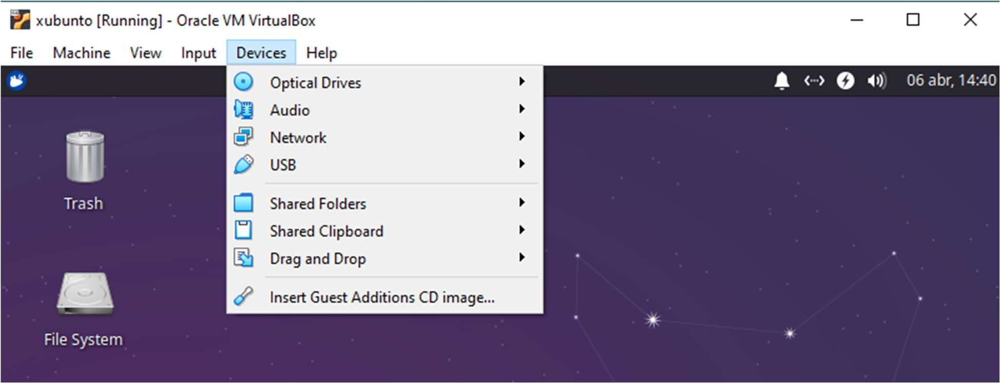 xubunto [Running] - Oracle VM VirtualBox
File Machine View Input Devices Help
06 abr, 14:40
Optical Drives
Audio
Network
USB
Shared Folders
Shared Clipboard
Drag and Drop
Insert Guest Additions CD image...
Trash
File System